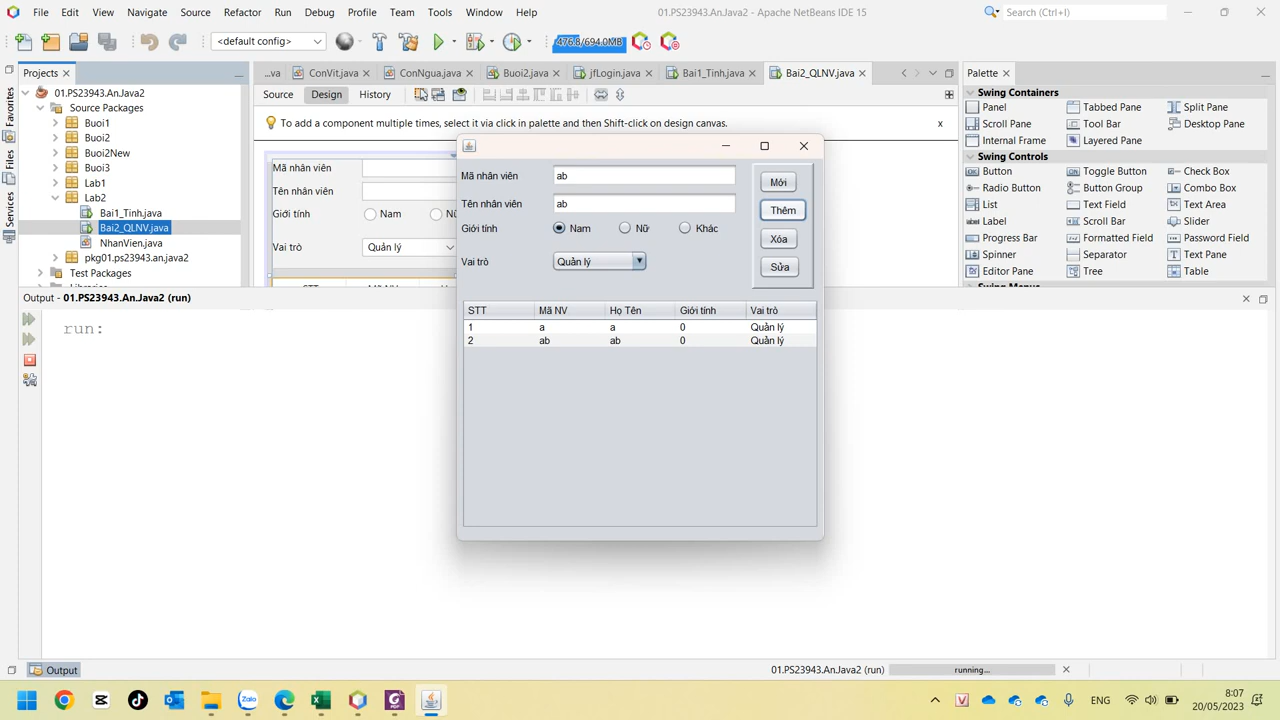 File Edit View Navigate Source Refactor Run Debug Profile Team Tools Window Help
01.PS23943.An.Java2 - Apache NetBeans IDE 15
Search (Ctrl+I)
<default config>
476.8/694.0MB
Projects
...va ConVit.java ConNgua.java Buoi2.java jfLogin.java Bai1_Tinh.java Bai2_QLNV.java
Palette
Favorites
Files
Services
01.PS23943.An.Java2
Source Packages
Buoi1
Buoi2
Buoi2New
Buoi3
Lab1
Lab2
Bai1_Tinh.java
Bai2_QLNV.java
NhanVien.java
pkg01.ps23943.an.java2
Test Packages
Source Design History
To add a component multiple times, select it via click in palette and then Shift-click on design canvas. x
Mã nhân viên
Tên nhân viên
Giới tính Nam
Vai trò Quản lý
Mã nhân viên ab
Tên nhân viên ab
Giới tính Nam Nữ Khác
Vai trò Quản lý
Mới
Thêm
Xóa
Sửa
STT Mã NV Họ Tên Giới tính Vai trò
1 a a 0 Quản lý
2 ab ab 0 Quản lý
Swing Containers
Panel Tabbed Pane Split Pane
Scroll Pane Tool Bar Desktop Pane
Internal Frame Layered Pane
Swing Controls
Button Toggle Button Check Box
Radio Button Button Group Combo Box
List Text Field Text Area
Label Scroll Bar Slider
Progress Bar Formatted Field Password Field
Spinner Separator Text Pane
Editor Pane Tree Table
Output - 01.PS23943.An.Java2 (run)
run:
Output
01.PS23943.An.Java2 (run) running...
Zalo
PDF
ENG
8:07
20/05/2023